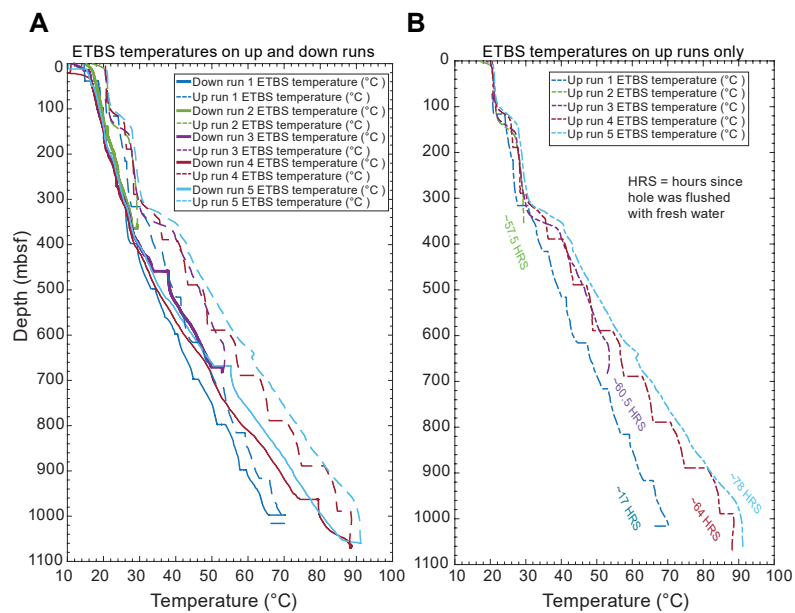 A
ETBS temperatures on up and down runs
Down run 1 ETBS temperature (°C )
Up run 1 ETBS temperature (°C )
Down run 2 ETBS temperature (°C )
Up run 2 ETBS temperature (°C )
Down run 3 ETBS temperature (°C )
Up run 3 ETBS temperature (°C )
Down run 4 ETBS temperature (°C )
Up run 4 ETBS temperature (°C )
Down run 5 ETBS temperature (°C )
Up run 5 ETBS temperature (°C )
Depth (mbsf)
0
100
200
300
400
500
600
700
800
900
1000
1100
10 20 30 40 50 60 70 80 90 100
Temperature (°C)
B
ETBS temperatures on up runs only
Up run 1 ETBS temperature (°C )
Up run 2 ETBS temperature (°C )
Up run 3 ETBS temperature (°C )
Up run 4 ETBS temperature (°C )
Up run 5 ETBS temperature (°C )
HRS = hours since
hole was flushed
with fresh water
~57.5 HRS
~60.5 HRS
~17 HRS
~64 HRS
~78 HRS
0
100
200
300
400
500
600
700
800
900
1000
1100
10 20 30 40 50 60 70 80 90 100
Temperature (°C)